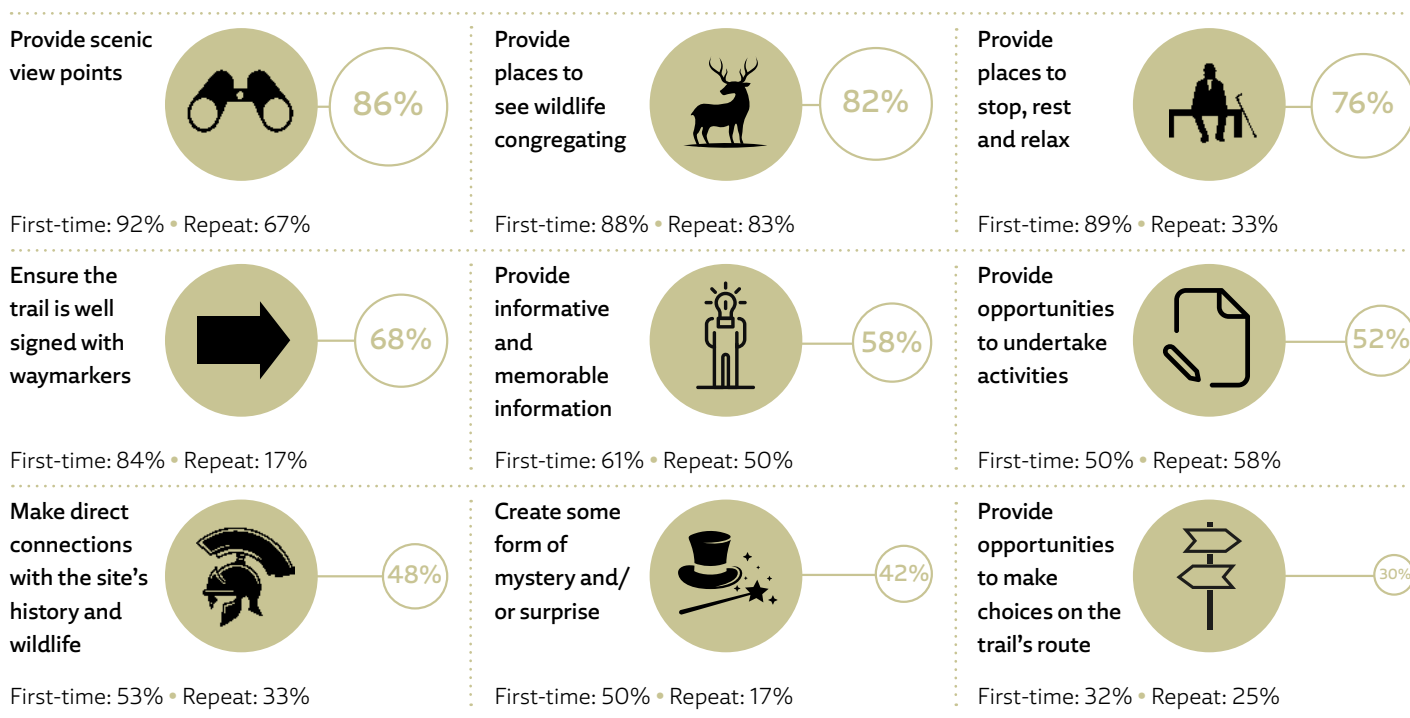 Provide scenic
view points
86%
First-time: 92% • Repeat: 67%
Provide
places to
see wildlife
congregating
82%
First-time: 88% • Repeat: 83%
Provide
places to
stop, rest
and relax
76%
First-time: 89% • Repeat: 33%
Ensure the
trail is well
signed with
waymarkers
68%
First-time: 84% • Repeat: 17%
Provide
informative
and
memorable
information
58%
First-time: 61% • Repeat: 50%
Provide
opportunities
to undertake
activities
52%
First-time: 50% • Repeat: 58%
Make direct
connections
with the site’s
history and
wildlife
48%
First-time: 53% • Repeat: 33%
Create some
form of
mystery and/
or surprise
42%
First-time: 50% • Repeat: 17%
Provide
opportunities
to make
choices on the
trail’s route
30%
First-time: 32% • Repeat: 25%